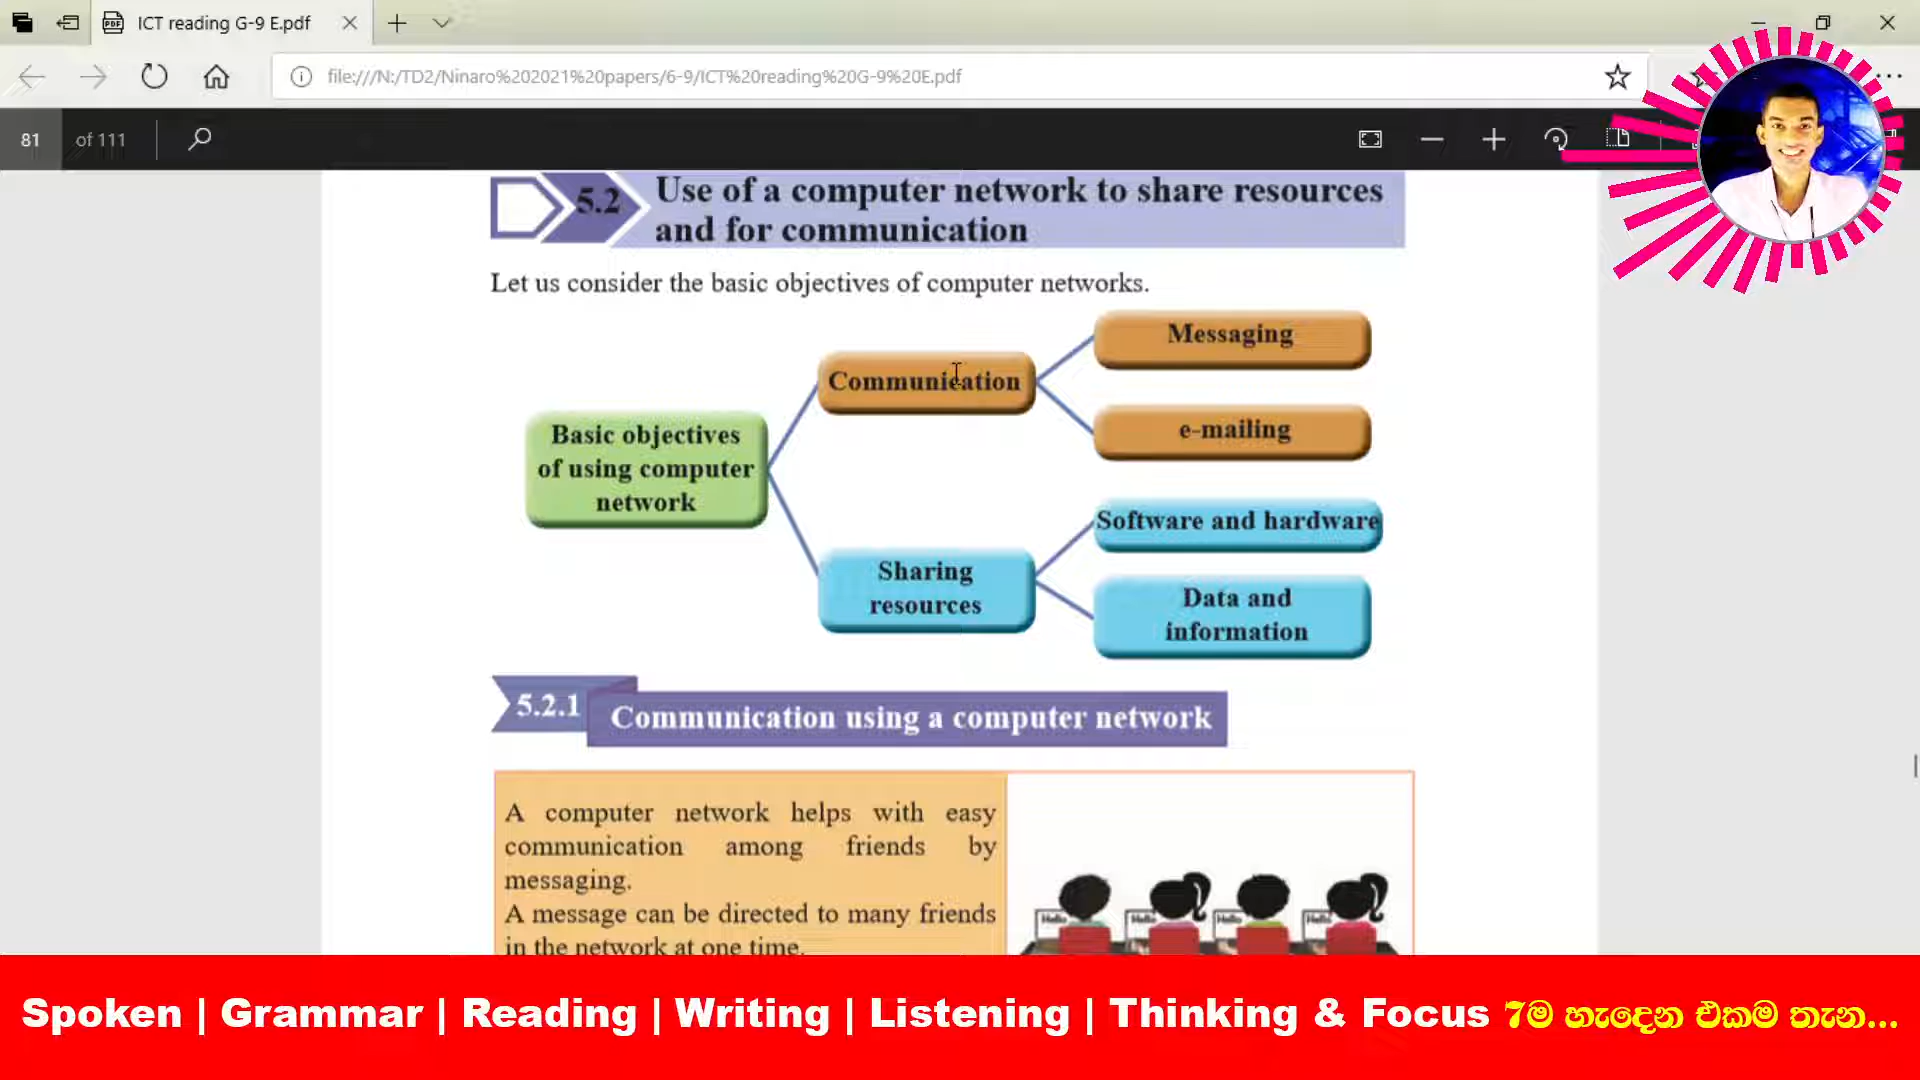 ICT reading G-9 E.pdf
file:///N:/TD2/Ninaro%202021%20papers/6-9/ICT%20reading%20G-9%20E.pdf
81 of 111
5.2 Use of a computer network to share resources
and for communication
Let us consider the basic objectives of computer networks.
Messaging
Communication
e-mailing
Basic objectives
of using computer
network
Software and hardware
Sharing
resources
Data and
information
5.2.1 Communication using a computer network
A computer network helps with easy
communication among friends by
messaging.
A message can be directed to many friends
in the network at one time.
Hello Hello Hello Hello
Spoken | Grammar | Reading | Writing | Listening | Thinking & Focus 7ම හැදෙන එකම තැන...